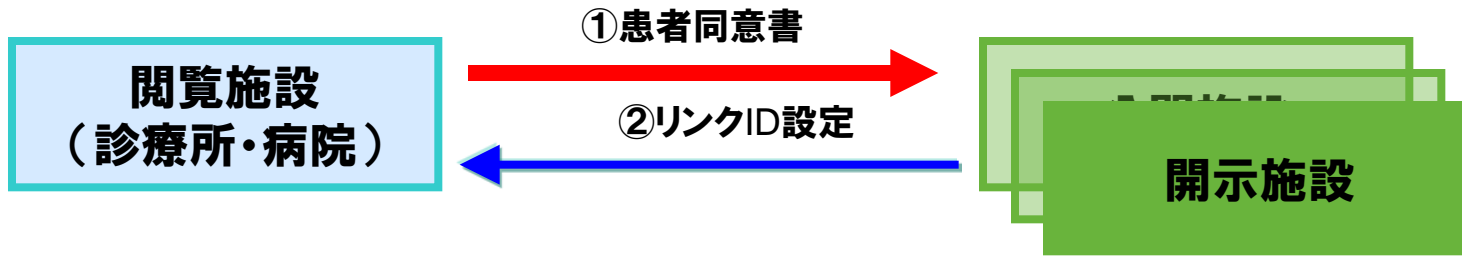 ①患者同意書
閲覧施設
（診療所・病院）
②リンクID設定
開示施設